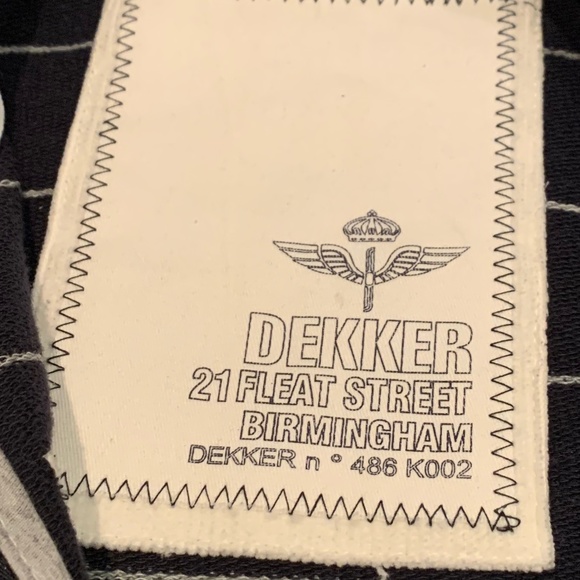 DEKKER
21 FLEAT STREET
BIRMINGHAM
DEKKER n ° 486 K002